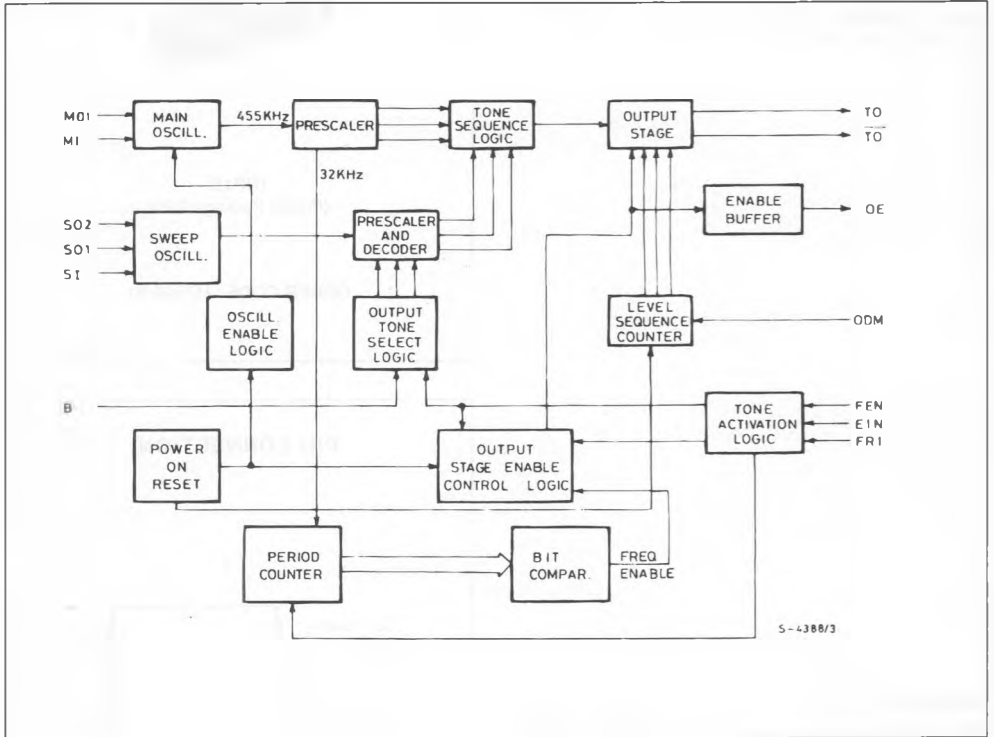 MO1
MI
MAIN
OSCILL.
455KHz
PRESCALER
TONE
SEQUENCE
LOGIC
OUTPUT
STAGE
TO
TO
32KHz
SO2
SO1
SI
SWEEP
OSCILL.
PRESCALER
AND
DECODER
ENABLE
BUFFER
OE
OSCILL.
ENABLE
LOGIC
OUTPUT
TONE
SELECT
LOGIC
LEVEL
SEQUENCE
COUNTER
ODM
B
POWER
ON
RESET
OUTPUT
STAGE ENABLE
CONTROL LOGIC
TONE
ACTIVATION
LOGIC
FEN
EIN
FRI
PERIOD
COUNTER
BIT
COMPAR.
FREQ
ENABLE
S-4388/3